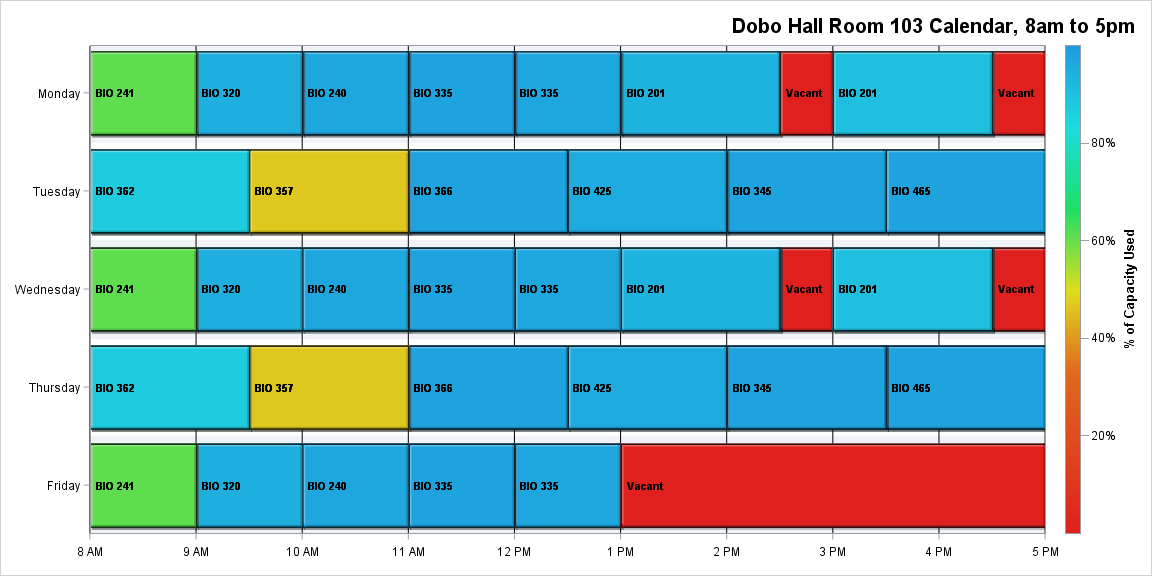 Dobo Hall Room 103 Calendar, 8am to 5pm
Monday
BIO 241
BIO 320
BIO 240
BIO 335
BIO 335
BIO 201
Vacant
BIO 201
Vacant
Tuesday
BIO 362
BIO 357
BIO 366
BIO 425
BIO 345
BIO 465
Wednesday
BIO 241
BIO 320
BIO 240
BIO 335
BIO 335
BIO 201
Vacant
BIO 201
Vacant
Thursday
BIO 362
BIO 357
BIO 366
BIO 425
BIO 345
BIO 465
Friday
BIO 241
BIO 320
BIO 240
BIO 335
BIO 335
Vacant
8 AM
9 AM
10 AM
11 AM
12 PM
1 PM
2 PM
3 PM
4 PM
5 PM
80%
60%
40%
20%
% of Capacity Used